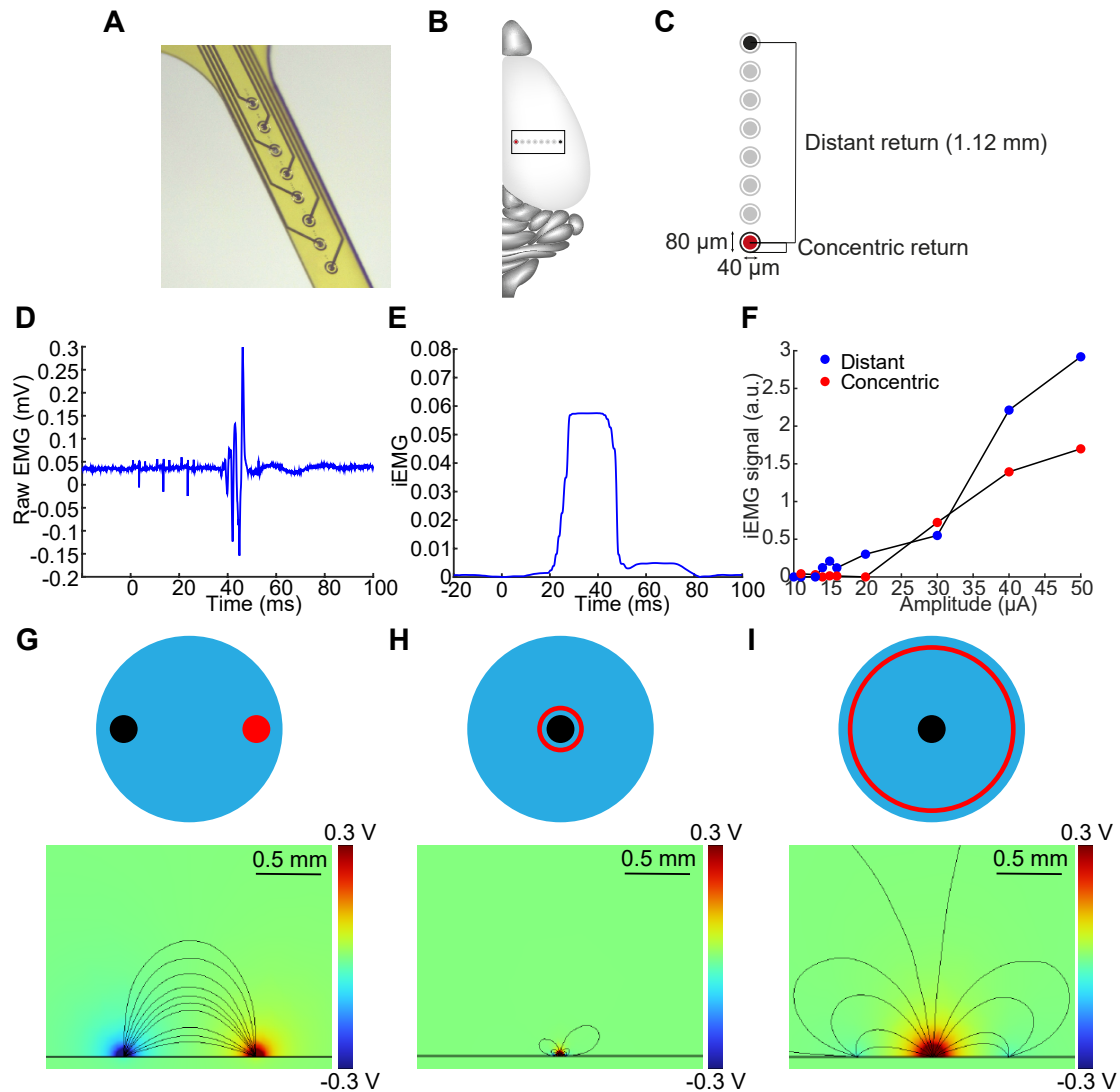 A
B
C
Distant return (1.12 mm)
80 µm
Concentric return
40 µm
D
E
F
0.3
0.25
0.20
0.15
0.10
0.05
0
-0.05
-0.1
-0.15
-0.2
Raw EMG (mV)
0 20 40 60 80 100
Time (ms)
0.08
0.07
0.06
0.05
0.04
0.03
0.02
0.01
0
iEMG
-20 0 20 40 60 80 100
Time (ms)
3
2.5
2
1.5
1
0.5
0
iEMG signal (a.u.)
Distant
Concentric
10 15 20 25 30 35 40 45 50
Amplitude (µA)
G
H
I
0.3 V
0.5 mm
-0.3 V
0.3 V
0.5 mm
-0.3 V
0.3 V
0.5 mm
-0.3 V